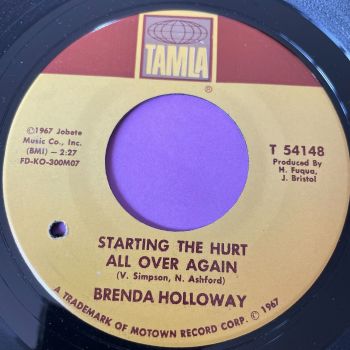 TAMLA
®
©1967 Jobete
Music Co., Inc.
(BMI) - 2:27
FD-KO-300M07
T 54148
Produced By
H. Fuqua,
J. Bristol
STARTING THE HURT
ALL OVER AGAIN
(V. Simpson, N. Ashford)
BRENDA HOLLOWAY
A TRADEMARK OF MOTOWN RECORD CORP. © 1967